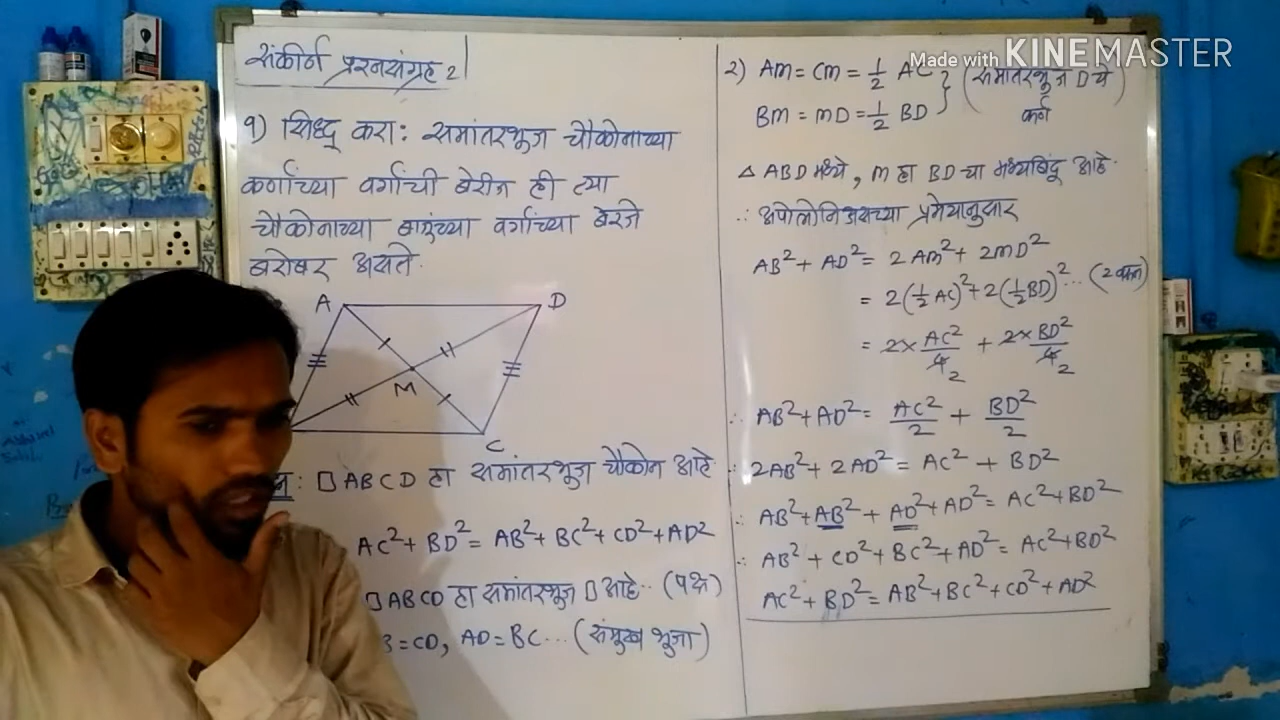 संकीर्ण प्रश्नसंग्रह 2
१) सिध्द् करा: समांतरभूज चौकोनाच्या
कर्णाच्या वर्गाची बेरीज ही त्या
चौकोनाच्या बाजूंच्या वर्गांच्या बेरजे
बरोबर असते.
A D
M
C
: □ABCD हा समांतरभूज चौकोन आहे
AC²+ BD²= AB²+ BC²+ CD²+ AD²
□ABCD हा समांतरभूज □ आहे.. (पक्ष)
B=CD, AD=BC... (संमुख भूजा)
Made with KINEMASTER
२) AM = CM = 1/2 AC } (समांतरभूज □ चे
BM = MD = 1/2 BD } कर्ण
△ ABD मध्ये, M हा BD चा मध्यबिंदू आहे.
∴ अपोलोनिअसच्या प्रमेयानुसार
AB²+ AD²= 2AM²+ 2MD²
= 2(1/2 AC)²+2(1/2 BD)²...
= 2× AC²/4 2 + 2× BD²/4 2
∴ AB²+AD²= AC²/2 + BD²/2
∴ 2AB²+ 2AD²= AC² + BD²
∴ AB²+AB²+ AD²+AD²= AC²+BD²
∴ AB² + CD²+BC²+AD²= AC²+BD²
AC²+ BD²= AB²+BC²+CD²+AD²